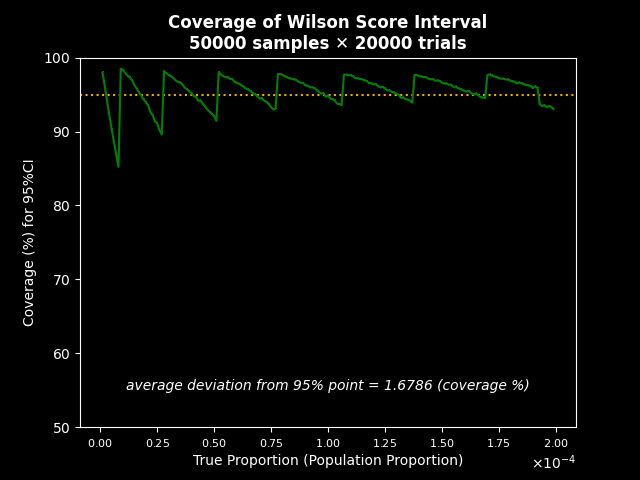 Coverage of Wilson Score Interval
50000 samples × 20000 trials
Coverage (%) for 95%CI
100
90
80
70
60
50
average deviation from 95% point = 1.6786 (coverage %)
0.00 0.25 0.50 0.75 1.00 1.25 1.50 1.75 2.00
True Proportion (Population Proportion)
×10⁻⁴